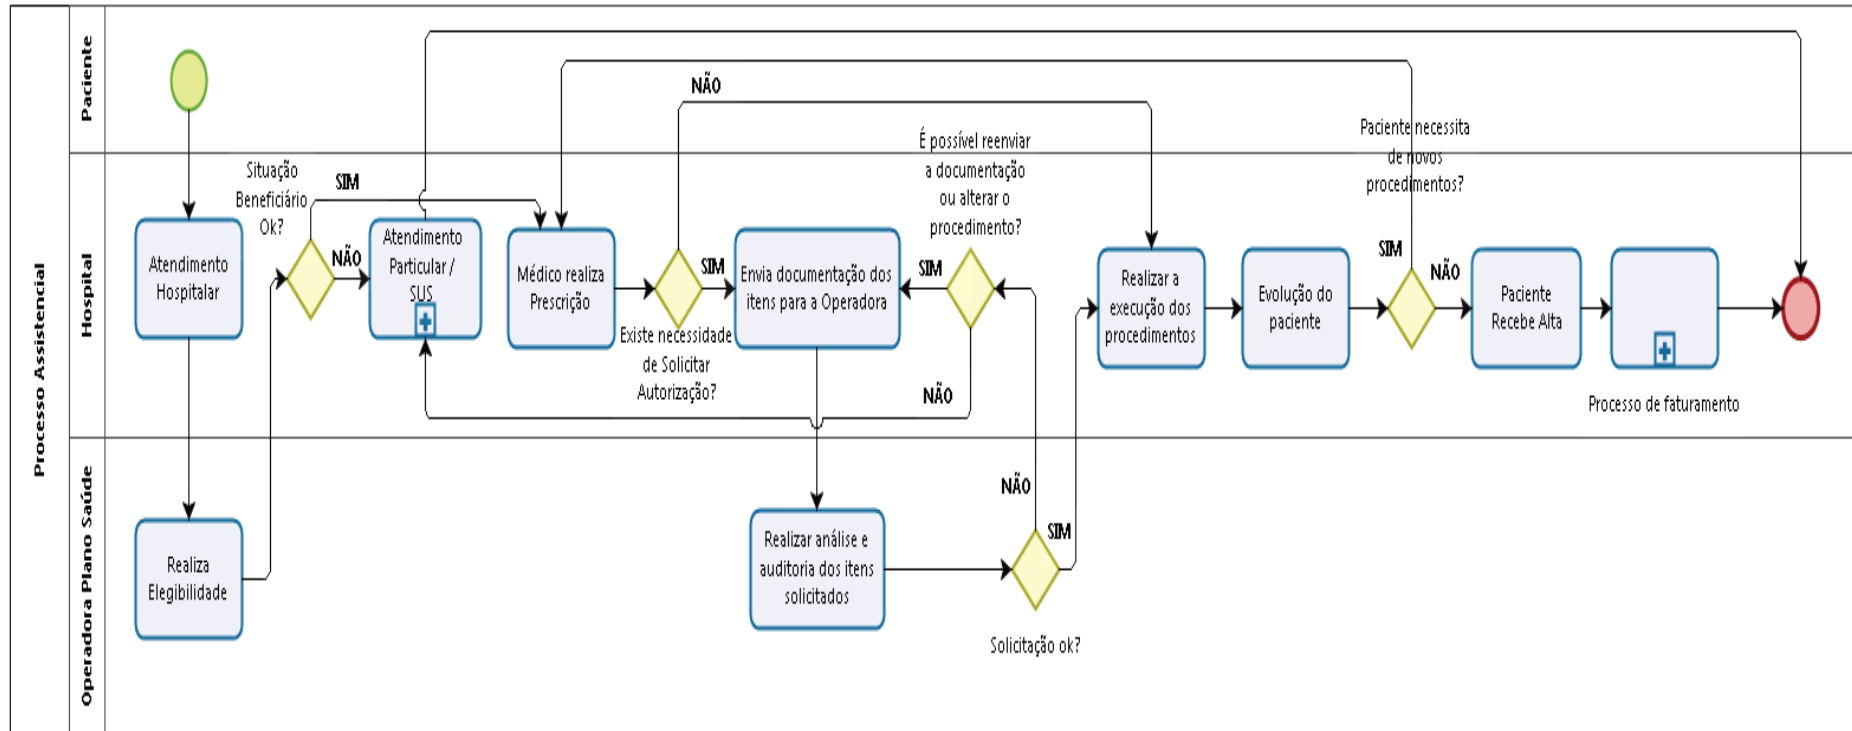 Processo Assistencial
Paciente
Hospital
Operadora Plano Saúde
Atendimento
Hospitalar
Realiza
Elegibilidade
Situação
Beneficiário
Ok?
SIM
NÃO
Atendimento
Particular /
SUS
Médico realiza
Prescrição
NÃO
SIM
Existe necessidade
de Solicitar
Autorização?
Envia documentação dos
itens para a Operadora
SIM
É possível reenviar
a documentação
ou alterar o
procedimento?
NÃO
Realizar análise e
auditoria dos itens
solicitados
NÃO
SIM
Solicitação ok?
Realizar a
execução dos
procedimentos
Evolução do
paciente
Paciente necessita
de novos
procedimentos?
SIM
NÃO
Paciente
Recebe Alta
Processo de faturamento